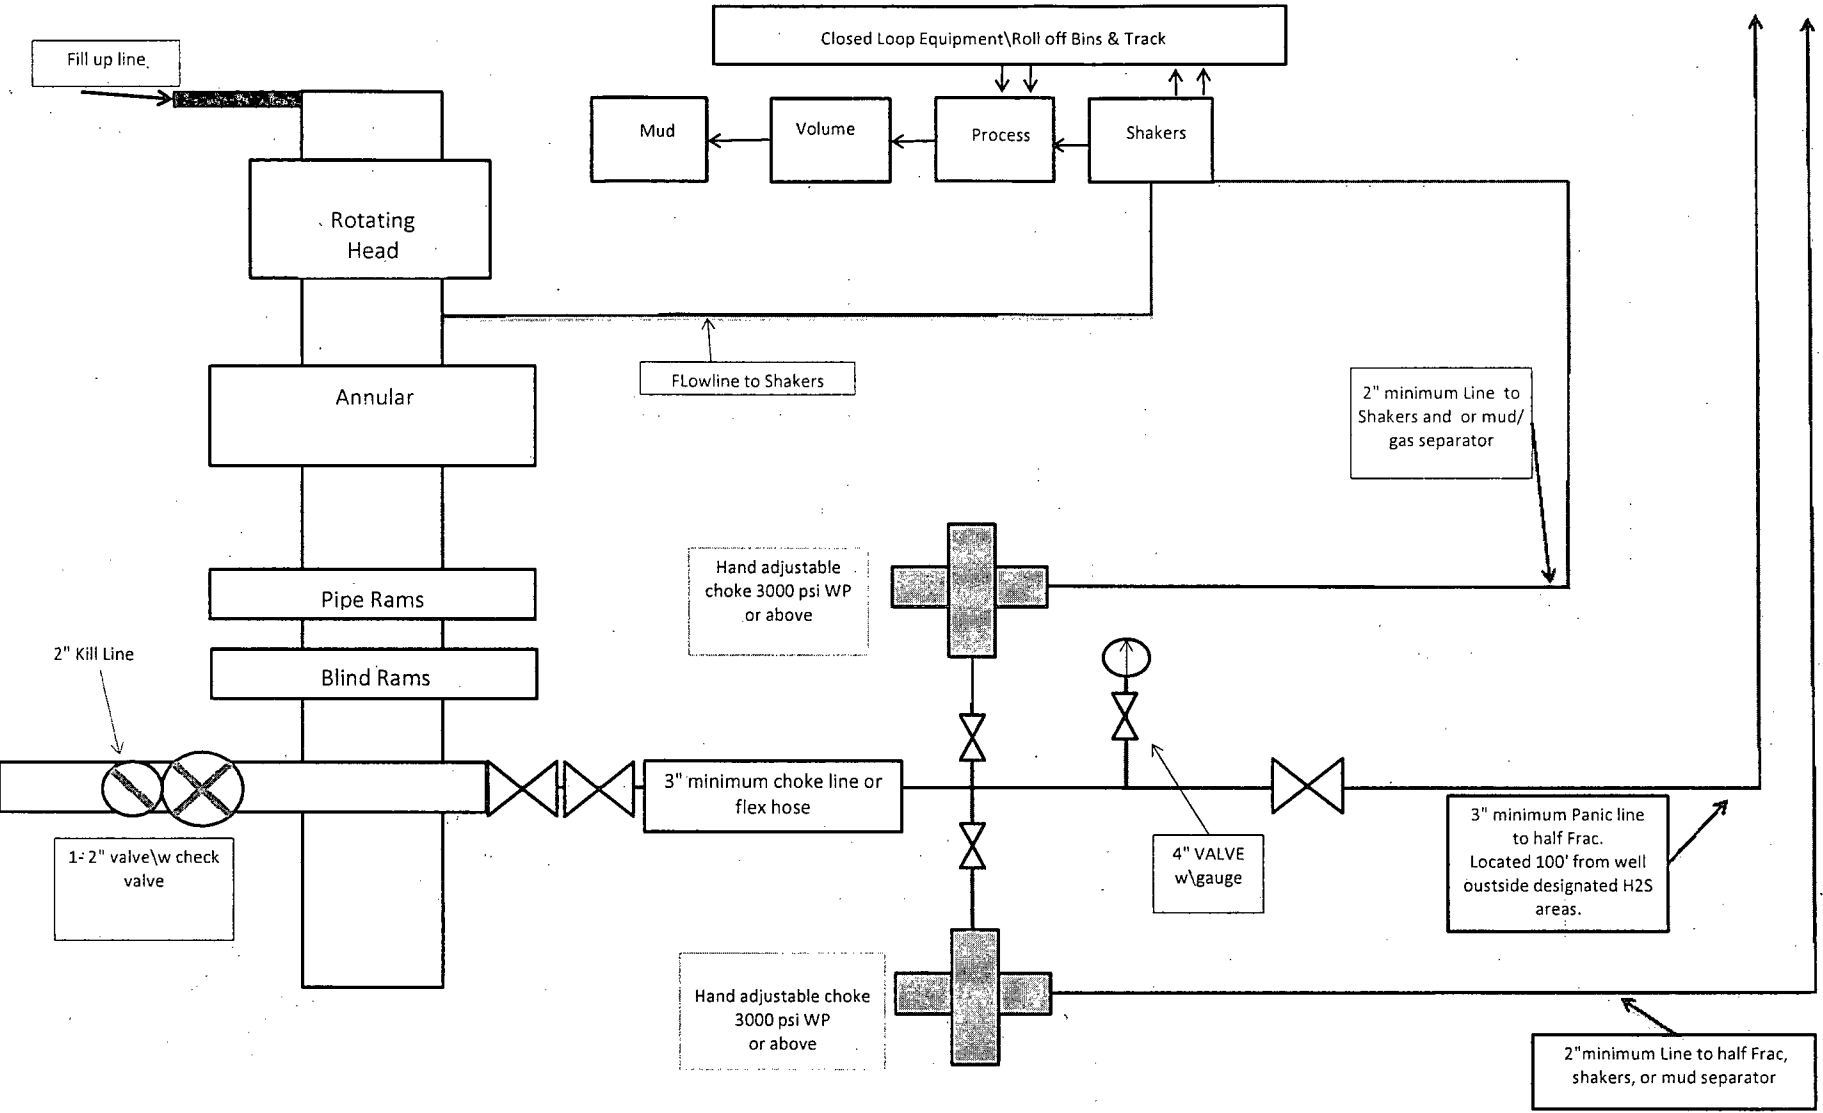 Closed Loop Equipment\Roll off Bins & Track
Fill up line
Mud
Volume
Process
Shakers
Rotating
Head
FLowline to Shakers
Annular
2" minimum Line to
Shakers and or mud/
gas separator
Hand adjustable
choke 3000 psi WP
or above
Pipe Rams
2" Kill Line
Blind Rams
3" minimum choke line or
flex hose
1- 2" valve\w check
valve
4" VALVE
w\gauge
3" minimum Panic line
to half Frac.
Located 100' from well
oustside designated H2S
areas.
Hand adjustable choke
3000 psi WP
or above
2"minimum Line to half Frac,
shakers, or mud separator